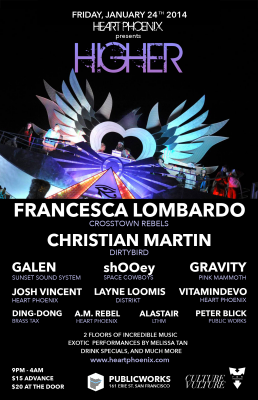 FRIDAY, JANUARY 24TH 2014
HEART PHOENIX
presents
HIGHER
FRANCESCA LOMBARDO
CROSSTOWN REBELS
CHRISTIAN MARTIN
DIRTYBIRD
GALEN shOOey GRAVITY
SUNSET SOUND SYSTEM SPACE COWBOYS PINK MAMMOTH
JOSH VINCENT LAYNE LOOMIS VITAMINDEVO
HEART PHOENIX DISTRIKT HEART PHOENIX
DING-DONG A.M. REBEL ALASTAIR PETER BLICK
BRASS TAX HEART PHOENIX LTHM PUBLIC WORKS
2 FLOORS OF INCREDIBLE MUSIC
EXOTIC PERFORMANCES BY MELISSA TAN
DRINK SPECIALS, AND MUCH MORE
www.heartphoenix.com
9PM - 4AM
$15 ADVANCE
$20 AT THE DOOR
PUBLICWORKS
161 ERIE ST. SAN FRANCISCO
CULTURE
VULTURE